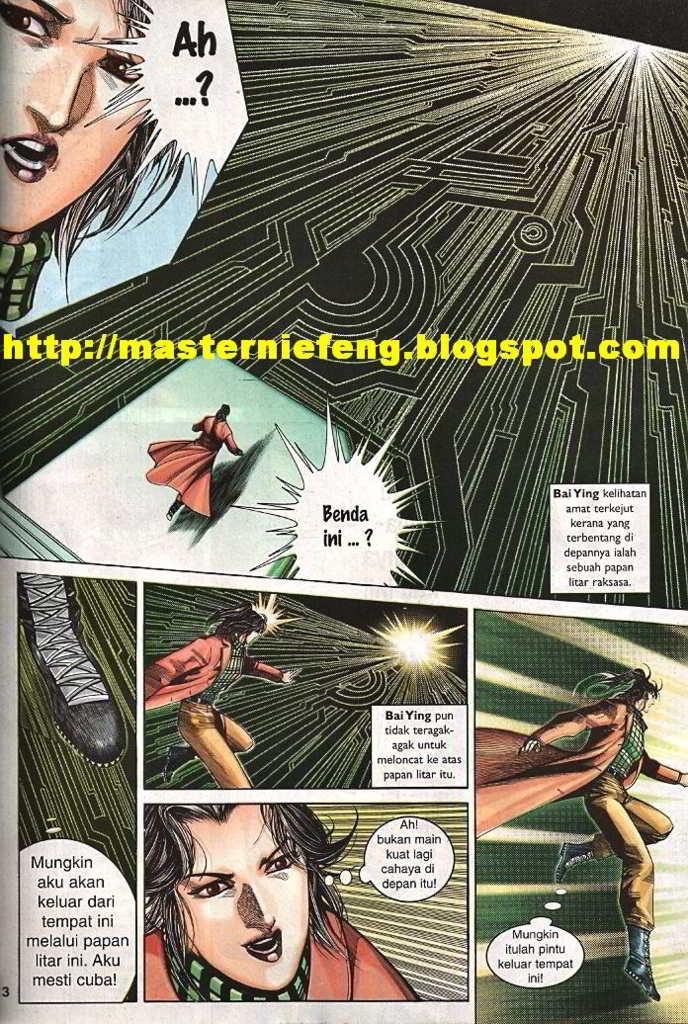 Ah
...?
http://masterniefeng.blogspot.com
Benda
ini ... ?
Bai Ying kelihatan
amat terkejut
kerana yang
terbentang di
depannya ialah
sebuah papan
litar raksasa.
Mungkin
aku akan
keluar dari
tempat ini
melalui papan
litar ini. Aku
mesti cuba!
Bai Ying pun
tidak teragak-
agak untuk
meloncat ke atas
papan litar itu.
Ah!
bukan main
kuat lagi
cahaya di
depan itu!
Mungkin
itulah pintu
keluar tempat
ini!
3